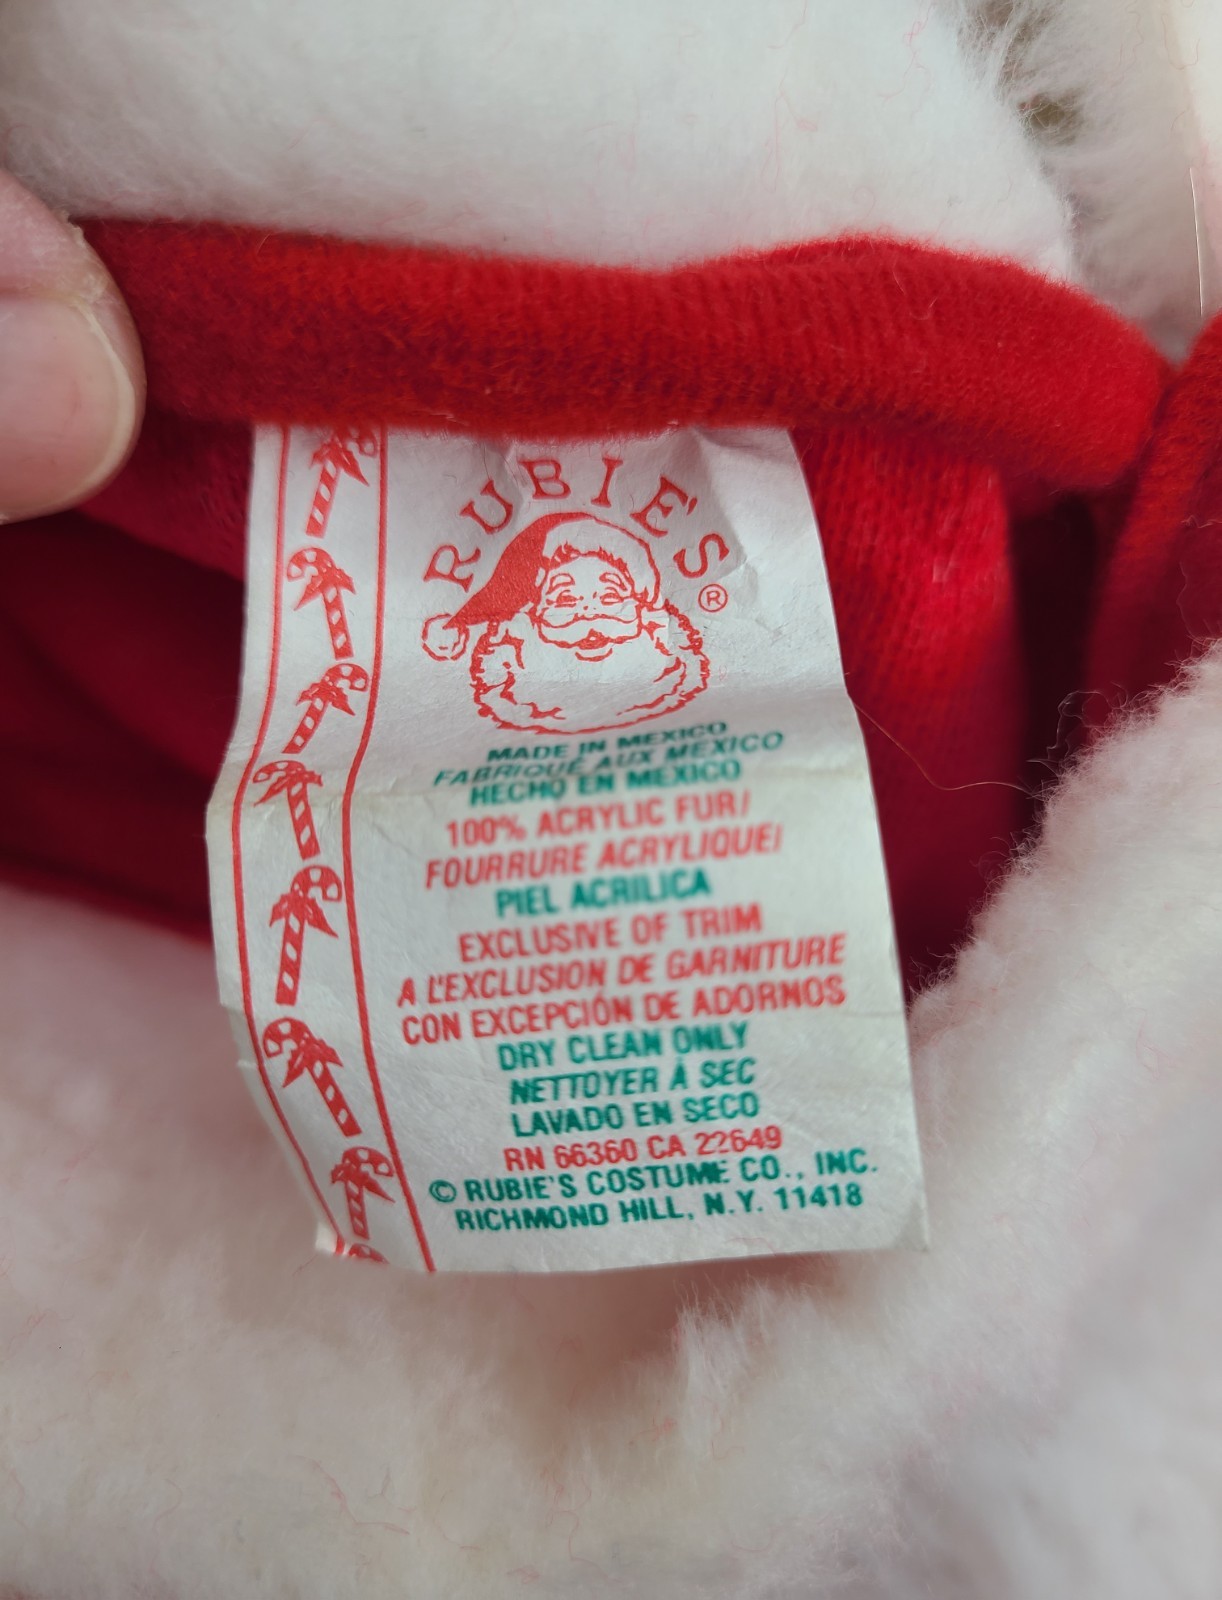 RUBIE'S®
MADE IN MEXICO
FABRIQUÉ AUX MEXICO
HECHO EN MEXICO
100% ACRYLIC FUR/
FOURRURE ACRYLIQUE/
PIEL ACRILICA
EXCLUSIVE OF TRIM
A L'EXCLUSION DE GARNITURE
CON EXCEPCIÓN DE ADORNOS
DRY CLEAN ONLY
NETTOYER À SEC
LAVADO EN SECO
RN 66360 CA 22649
© RUBIE'S COSTUME CO., INC.
RICHMOND HILL, N.Y. 11418